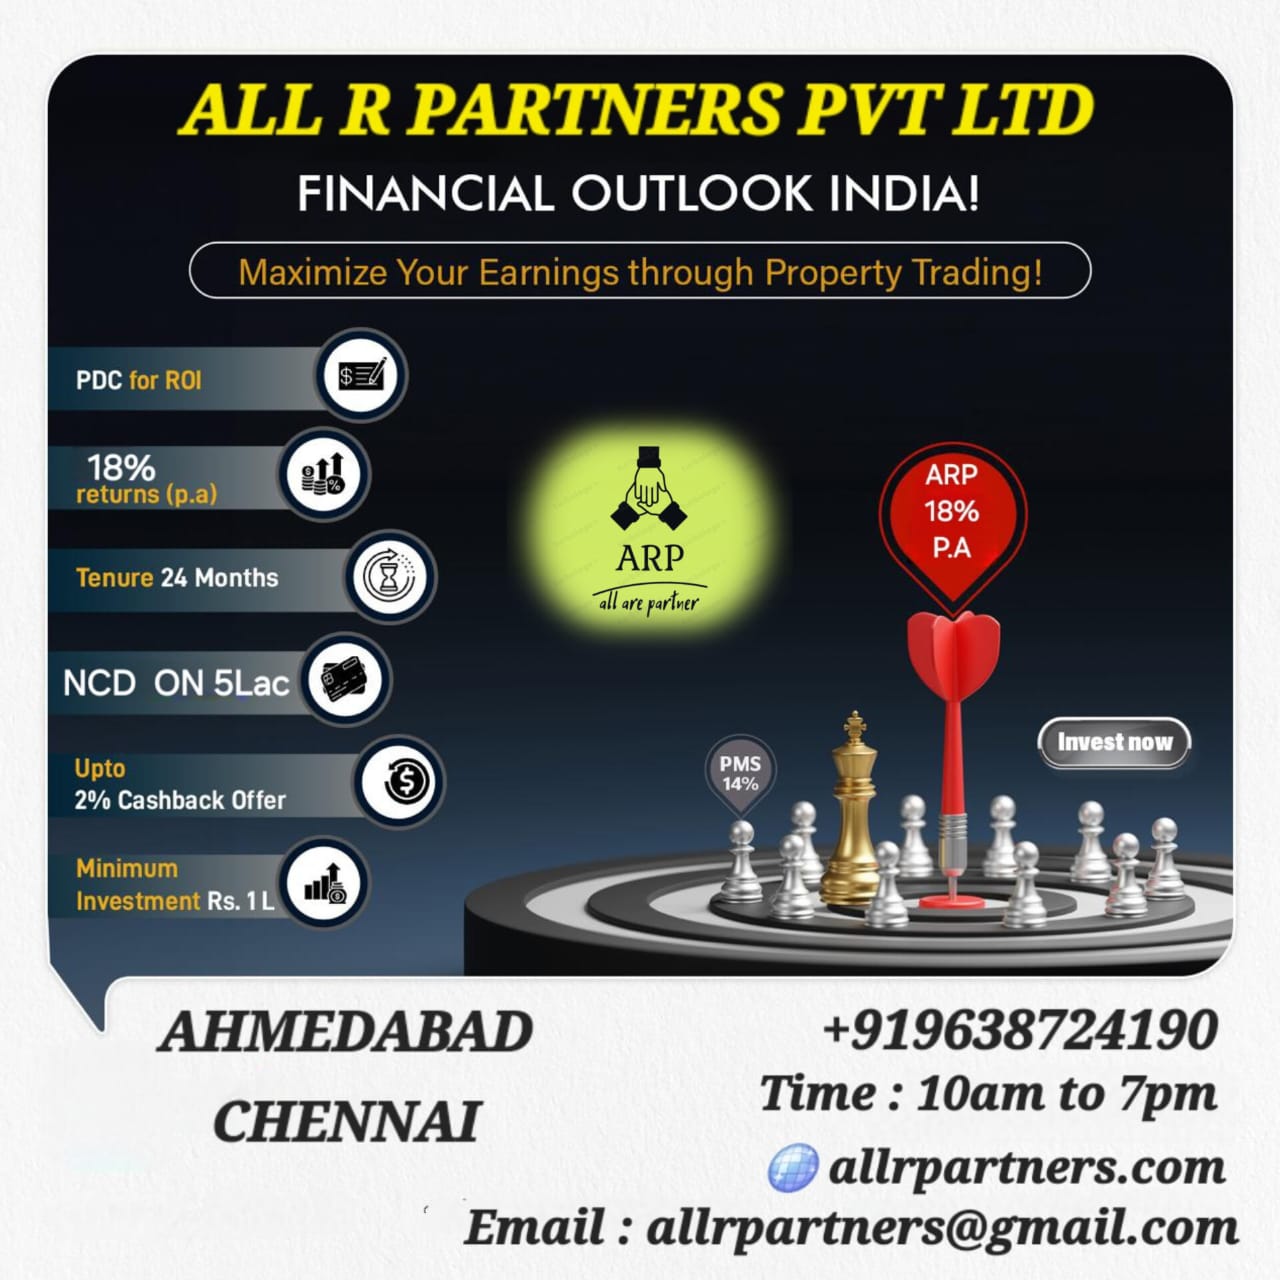 ALL R PARTNERS PVT LTD
FINANCIAL OUTLOOK INDIA!
Maximize Your Earnings through Property Trading!
PDC for ROI
18%
returns (p.a)
Tenure 24 Months
NCD ON 5Lac
Upto
2% Cashback Offer
Minimum
Investment Rs. 1 L
ARP
all are partner
ARP
18%
P.A
PMS
14%
Invest now
AHMEDABAD
CHENNAI
+919638724190
Time : 10am to 7pm
allrpartners.com
Email : allrpartners@gmail.com